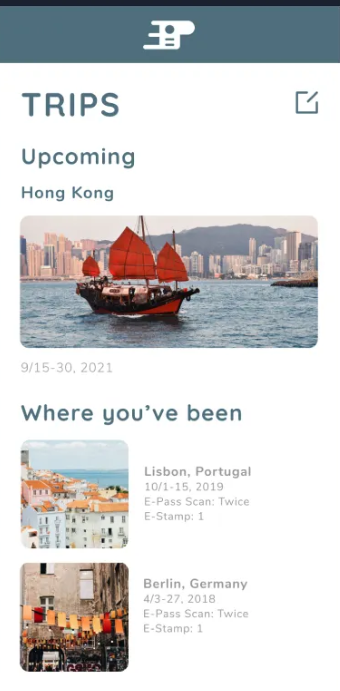 TRIPS
Upcoming
Hong Kong
9/15-30, 2021
Where you’ve been
Lisbon, Portugal
10/1-15, 2019
E-Pass Scan: Twice
E-Stamp: 1
Berlin, Germany
4/3-27, 2018
E-Pass Scan: Twice
E-Stamp: 1